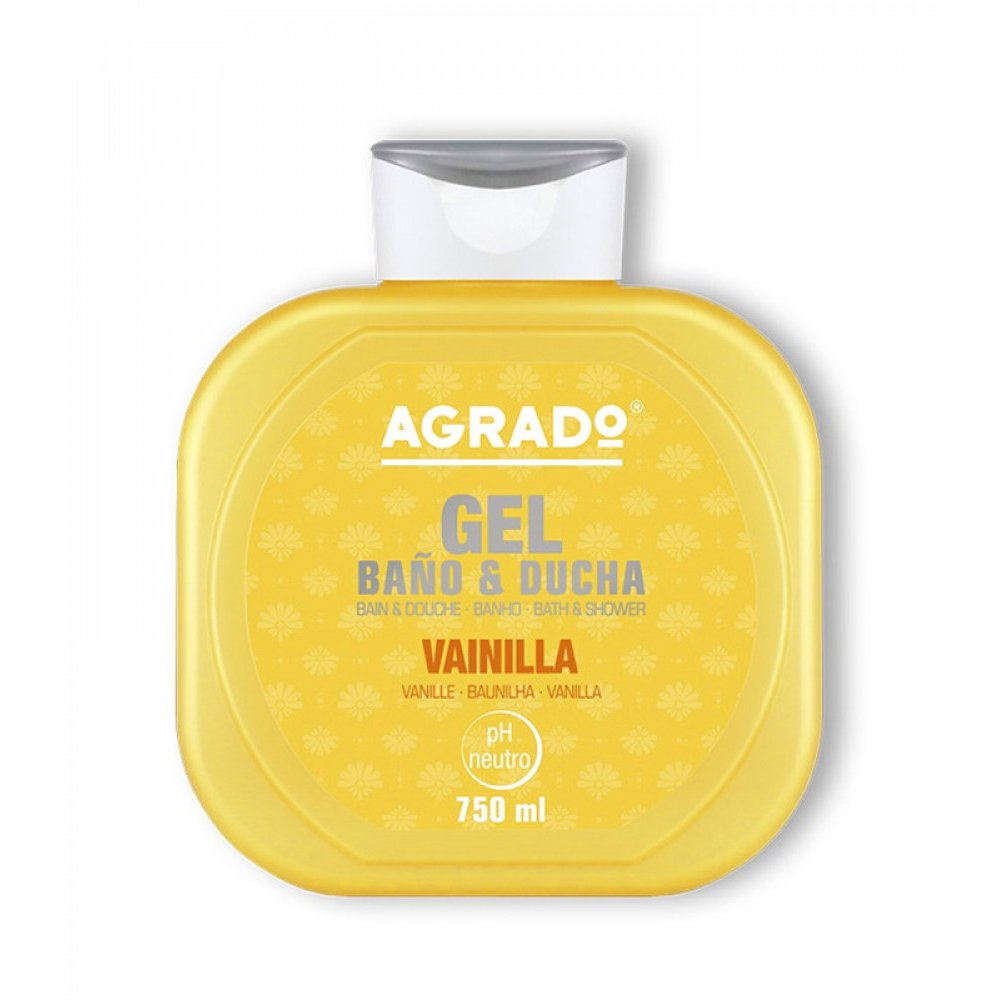 AGRADO®
GEL
BAÑO & DUCHA
BAIN & DOUCHE · BANHO · BATH & SHOWER
VAINILLA
VANILLE · BAUNILHA · VANILLA
pH
neutro
750 ml